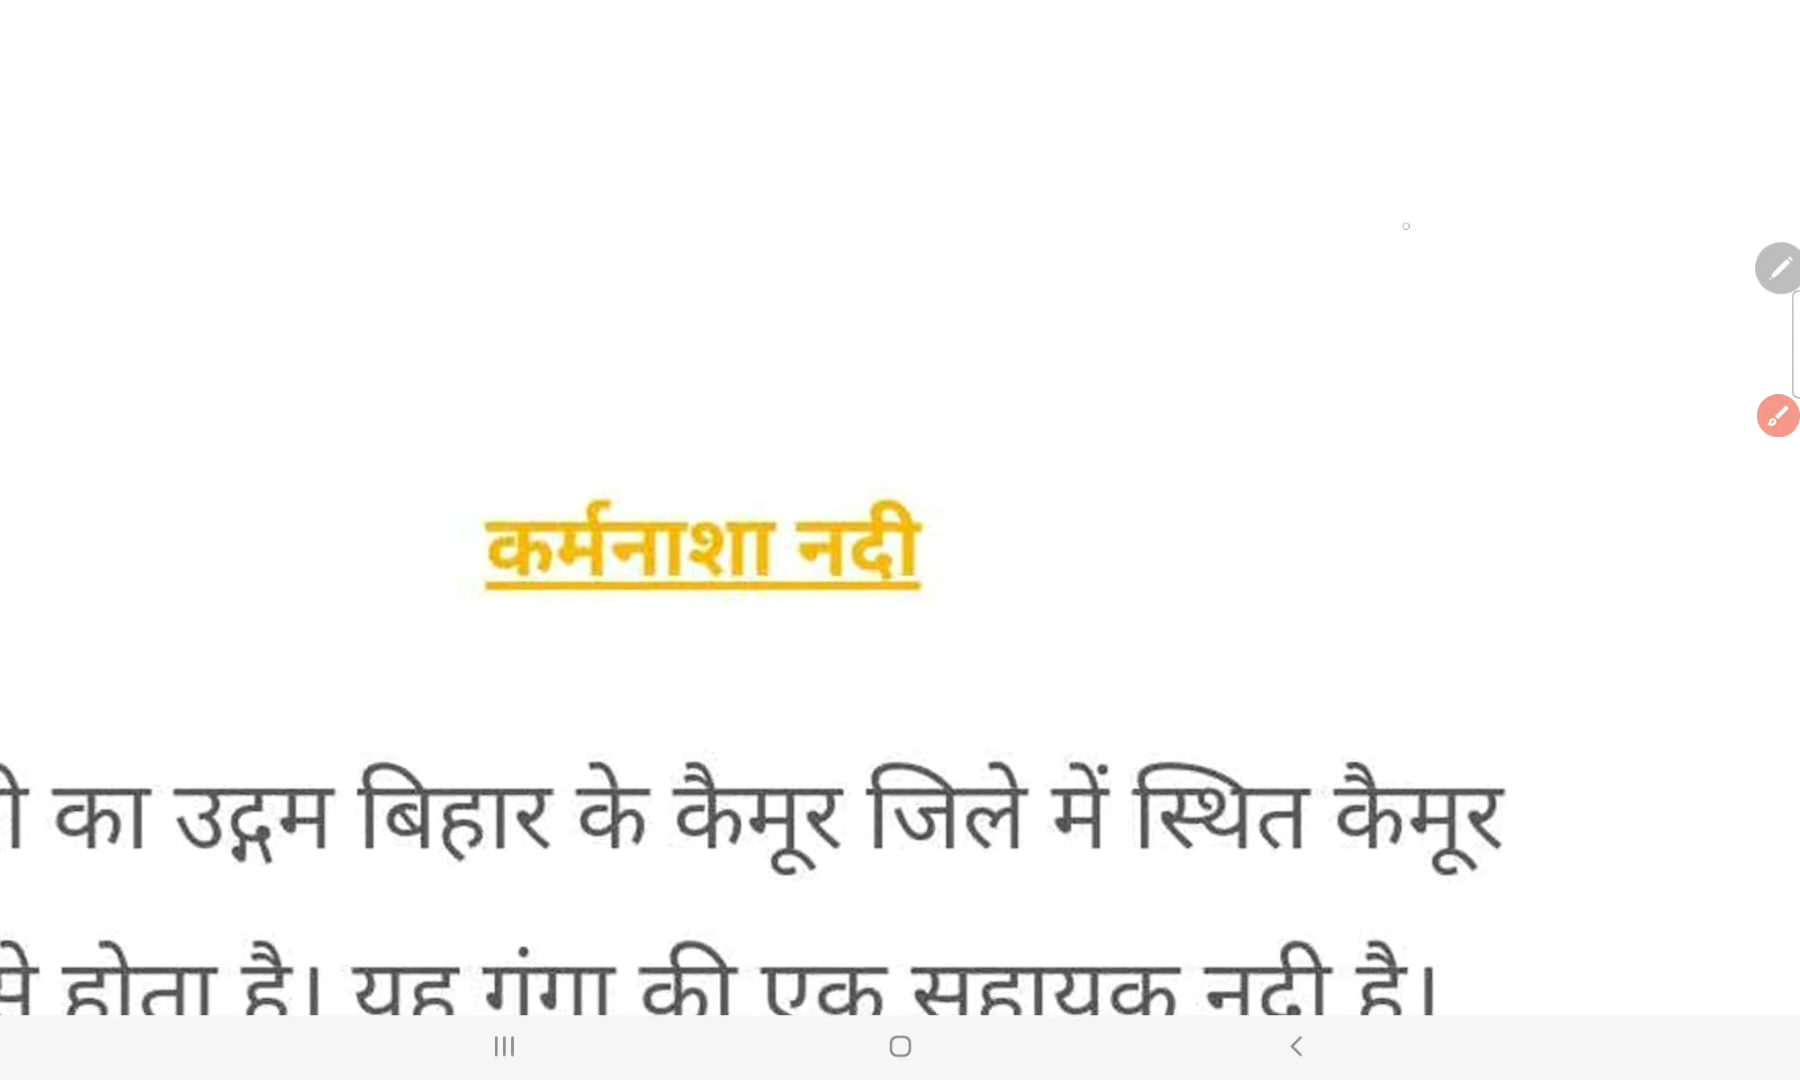 कर्मनाशा नदी
का उद्गम बिहार के कैमूर जिले में स्थित कैमूर
होता है। यह गंगा की एक सहायक नदी है।